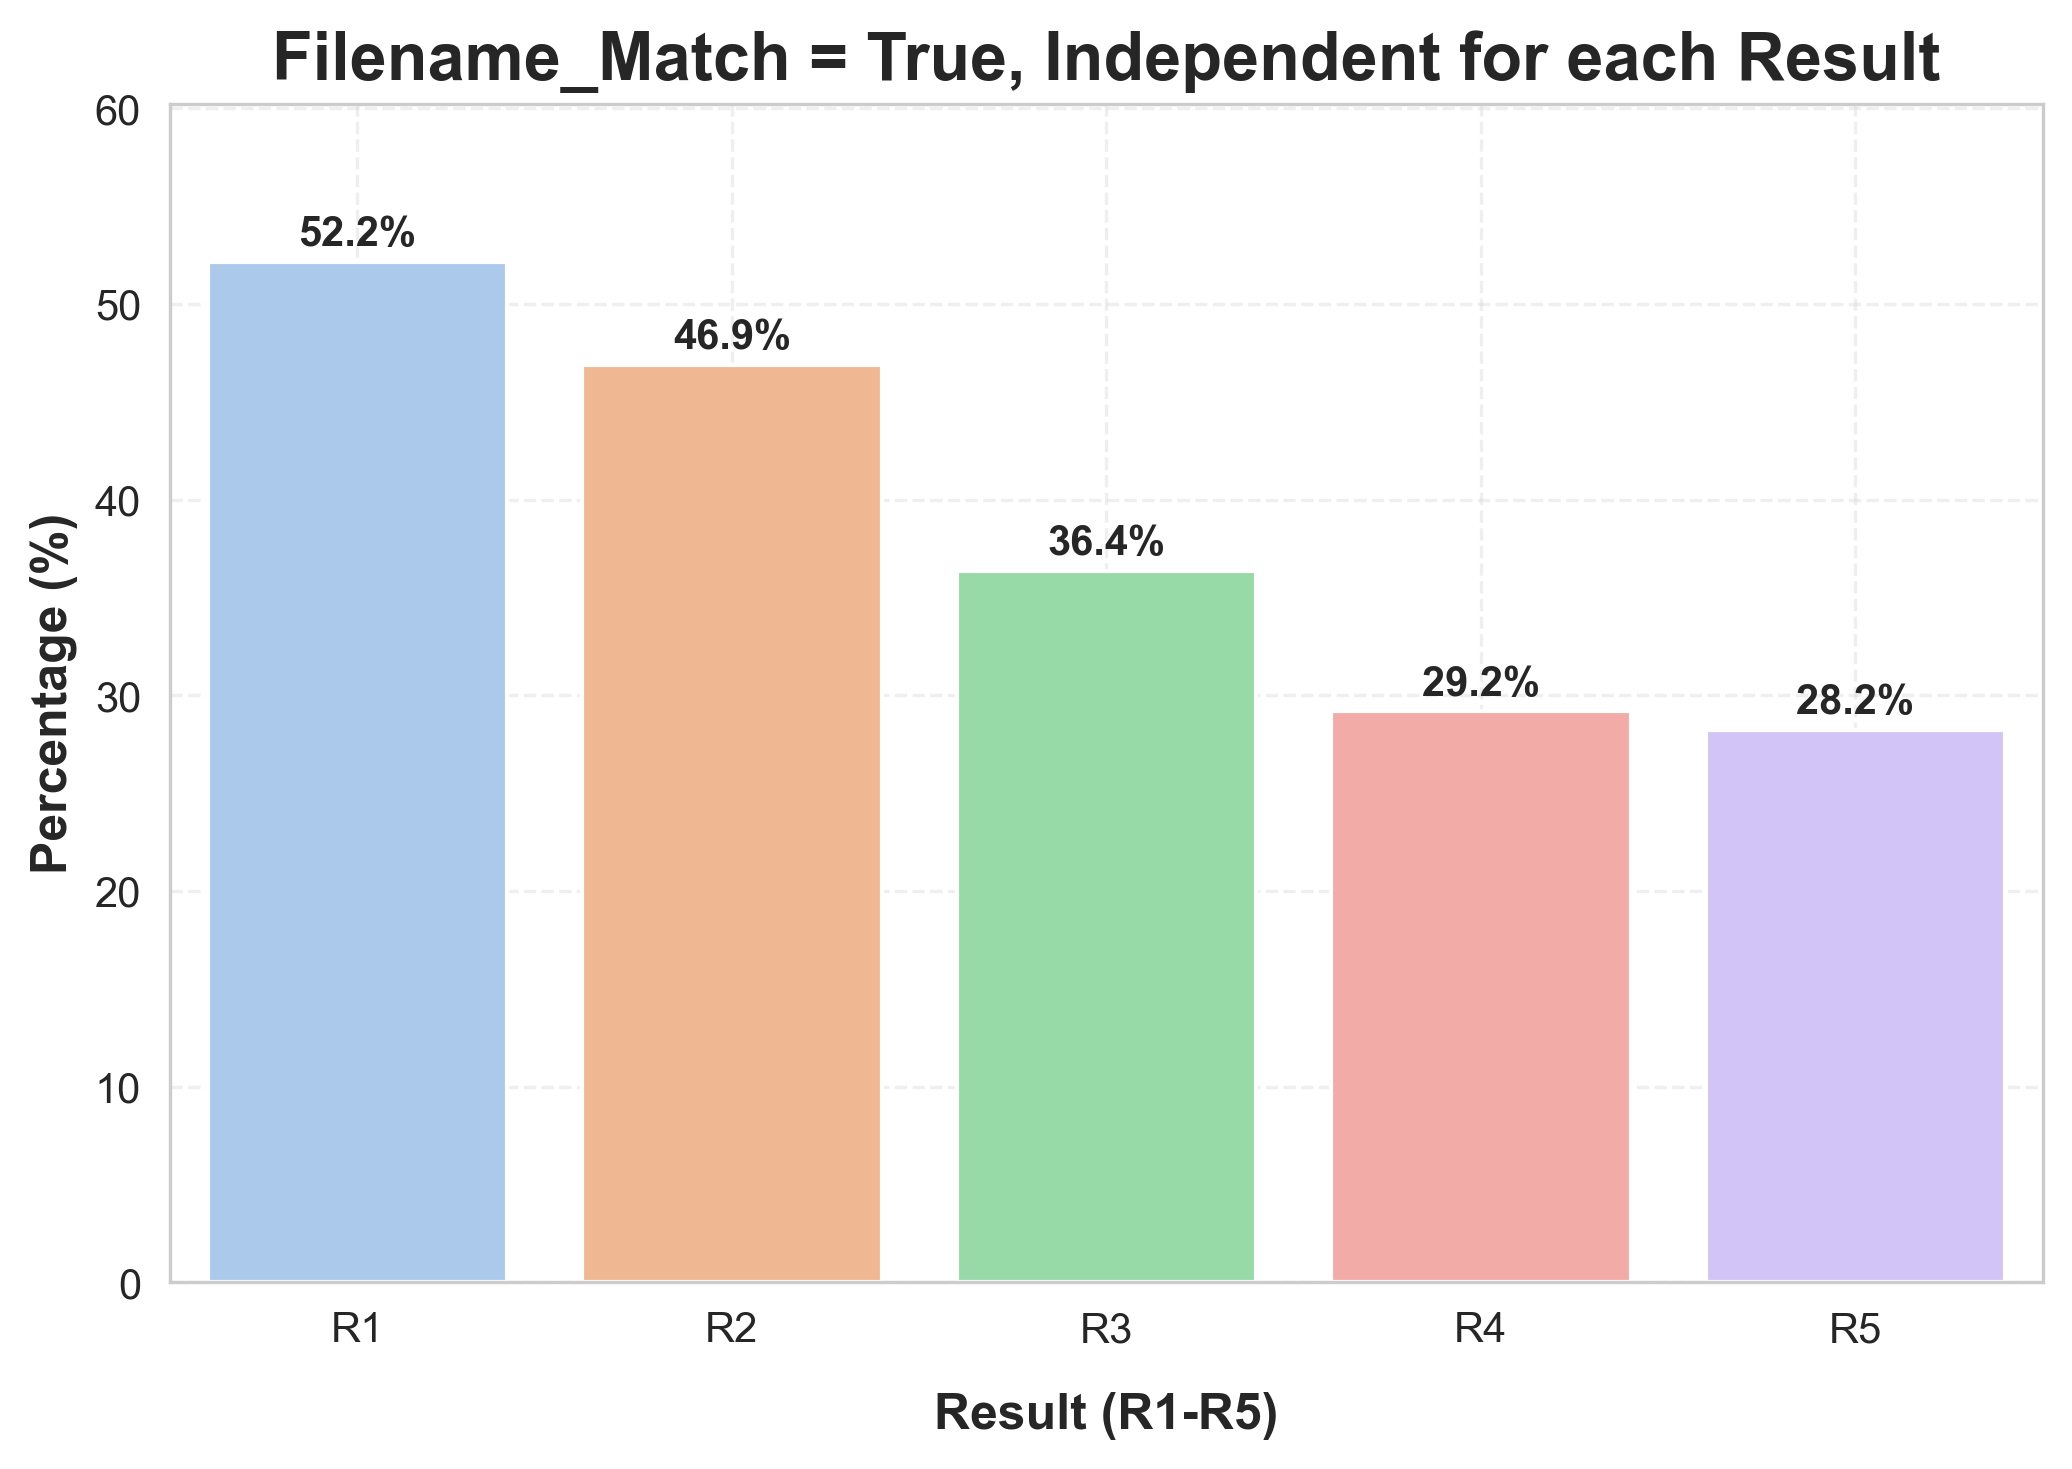 Filename_Match = True, Independent for each Result
60
50
40
30
20
10
0
Percentage (%)
52.2%
46.9%
36.4%
29.2%
28.2%
R1
R2
R3
R4
R5
Result (R1-R5)